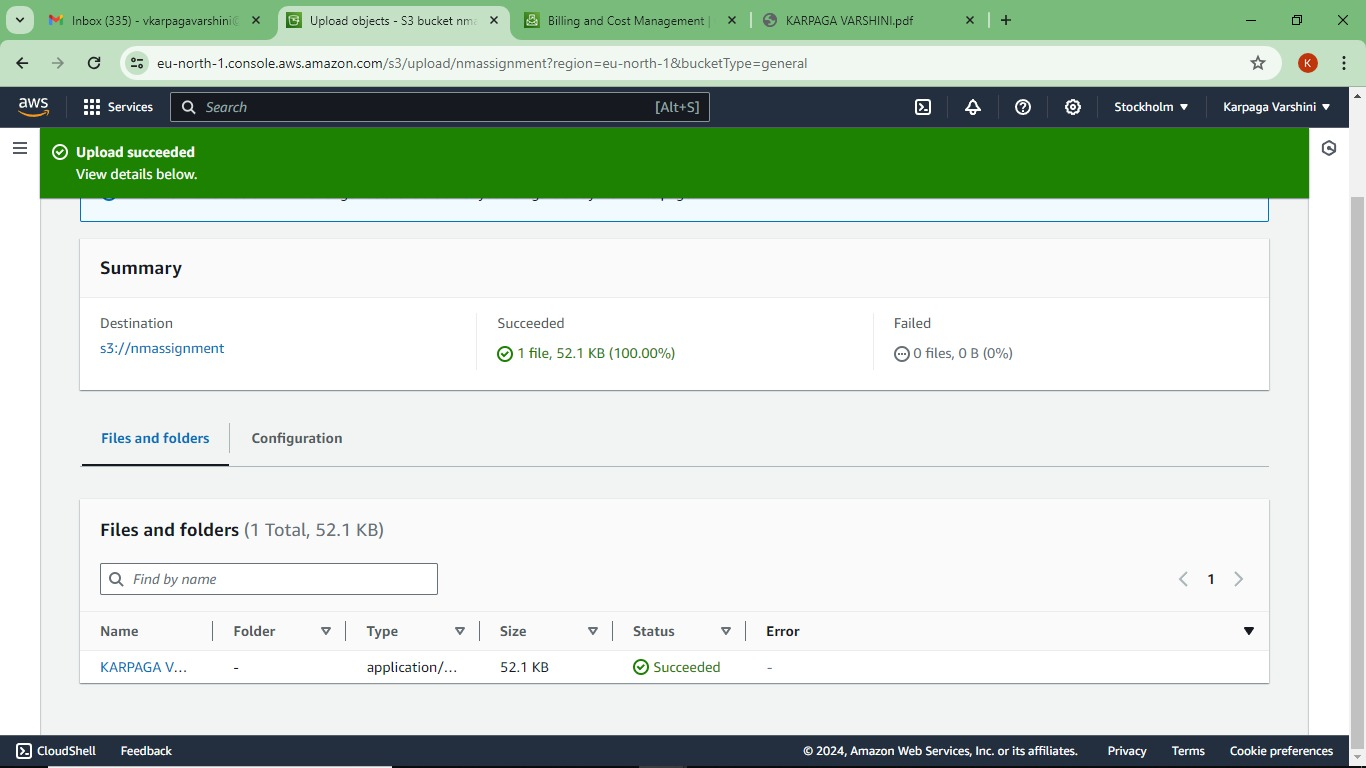 Inbox (335) - vkarpagavarshini@
Upload objects - S3 bucket nma
Billing and Cost Management |
KARPAGA VARSHINI.pdf
eu-north-1.console.aws.amazon.com/s3/upload/nmassignment?region=eu-north-1&bucketType=general
K
aws
Services
Search
[Alt+S]
Stockholm
Karpaga Varshini
Upload succeeded
View details below.
Summary
Destination
s3://nmassignment
Succeeded
1 file, 52.1 KB (100.00%)
Failed
0 files, 0 B (0%)
Files and folders
Configuration
Files and folders (1 Total, 52.1 KB)
Find by name
1
Name Folder Type Size Status Error
KARPAGA V... - application/... 52.1 KB Succeeded -
CloudShell Feedback © 2024, Amazon Web Services, Inc. or its affiliates. Privacy Terms Cookie preferences